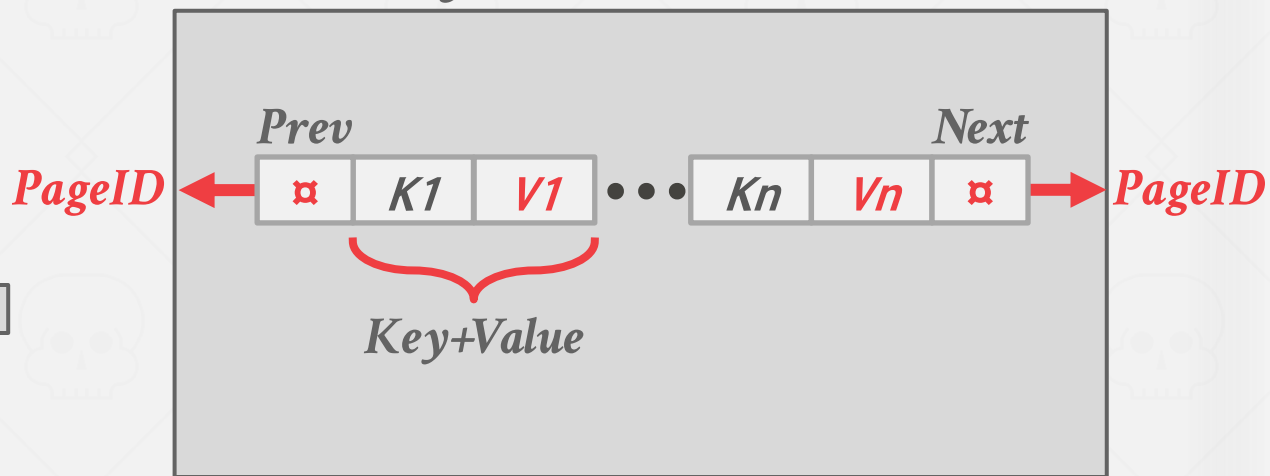 Prev Next
PageID ¤ K1 V1 ••• Kn Vn ¤ PageID
Key+Value